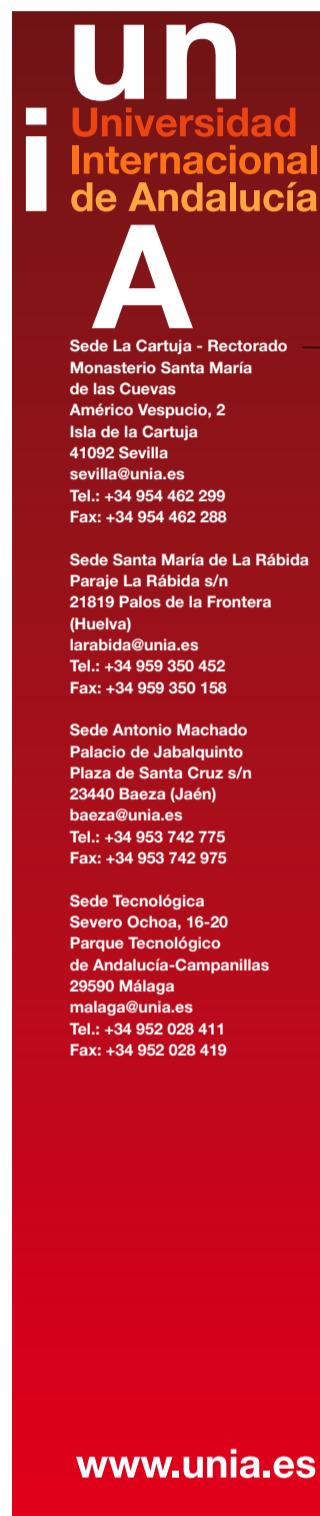 un
i
Universidad
Internacional
de Andalucía
A
Sede La Cartuja - Rectorado
Monasterio Santa María
de las Cuevas
Américo Vespucio, 2
Isla de la Cartuja
41092 Sevilla
sevilla@unia.es
Tel.: +34 954 462 299
Fax: +34 954 462 288
Sede Santa María de La Rábida
Paraje La Rábida s/n
21819 Palos de la Frontera
(Huelva)
larabida@unia.es
Tel.: +34 959 350 452
Fax: +34 959 350 158
Sede Antonio Machado
Palacio de Jabalquinto
Plaza de Santa Cruz s/n
23440 Baeza (Jaén)
baeza@unia.es
Tel.: +34 953 742 775
Fax: +34 953 742 975
Sede Tecnológica
Severo Ochoa, 16-20
Parque Tecnológico
de Andalucía-Campanillas
29590 Málaga
malaga@unia.es
Tel.: +34 952 028 411
Fax: +34 952 028 419
www.unia.es